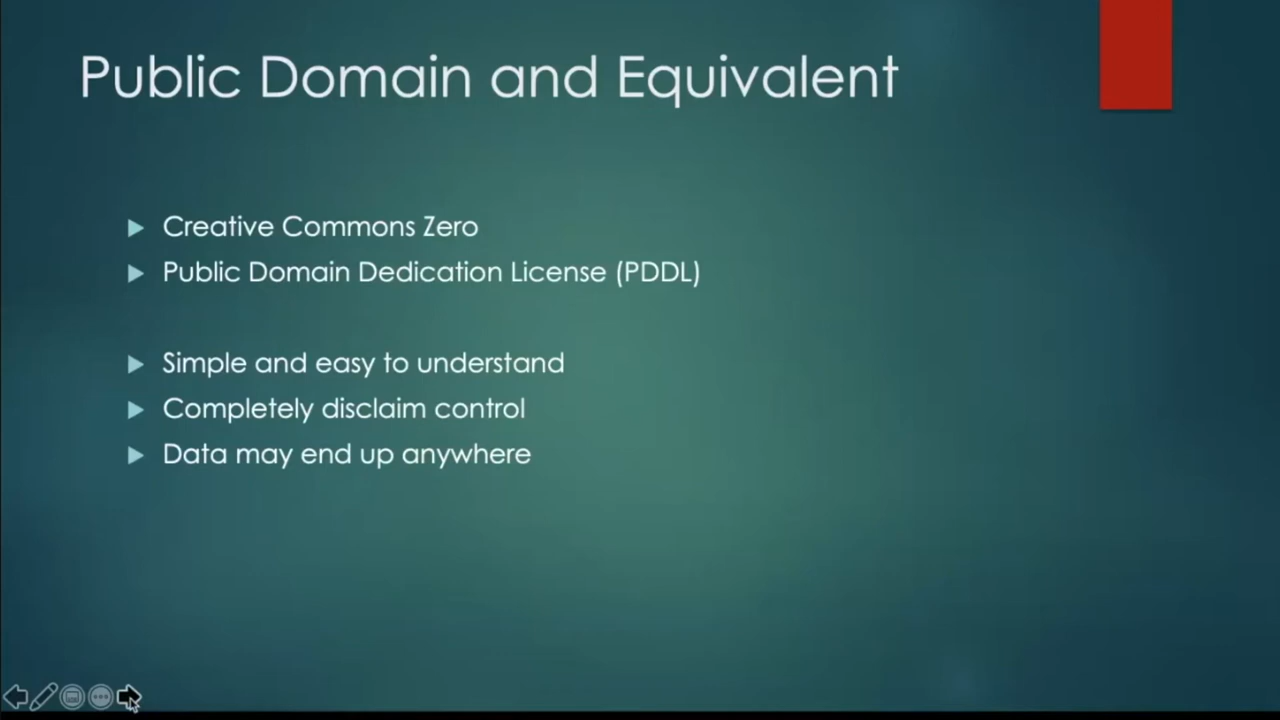 Public Domain and Equivalent
Creative Commons Zero
Public Domain Dedication License (PDDL)
Simple and easy to understand
Completely disclaim control
Data may end up anywhere